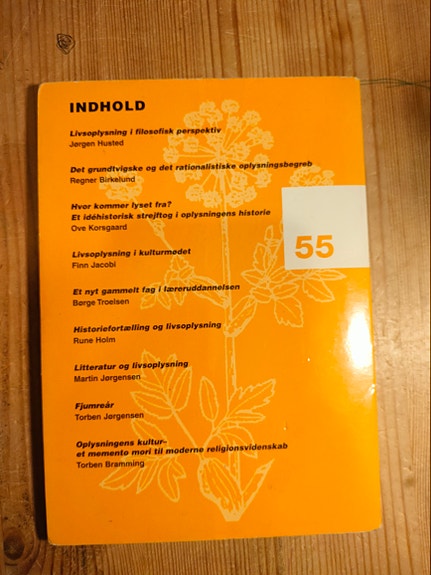 INDHOLD
Livsoplysning i filosofisk perspektiv
Jørgen Husted
Det grundtvigske og det rationalistiske oplysningsbegreb
Regner Birkelund
Hvor kommer lyset fra?
Et idéhistorisk strejftog i oplysningens historie
Ove Korsgaard
55
Livsoplysning i kulturmødet
Finn Jacobi
Et nyt gammelt fag i læreruddannelsen
Børge Troelsen
Historiefortælling og livsoplysning
Rune Holm
Litteratur og livsoplysning
Martin Jørgensen
Fjumreår
Torben Jørgensen
Oplysningens kultur–
et memento mori til moderne religionsvidenskab
Torben Bramming